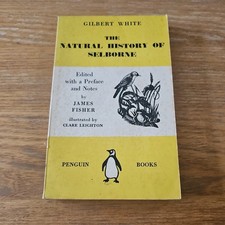 GILBERT WHITE
THE
NATURAL HISTORY OF
SELBORNE
Edited
with a Preface
and Notes
by
JAMES
FISHER
illustrated by
CLARE LEIGHTON
PENGUIN BOOKS